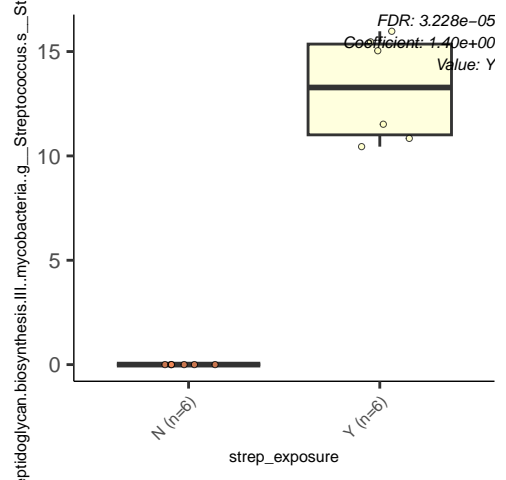 FDR: 3.228e−05
Coefficient: 1.40e+00
Value: Y
eptidoglycan.biosynthesis.III..mycobacteria..g__Streptococcus.s__St
15
10
5
0
N (n=6)
Y (n=6)
strep_exposure